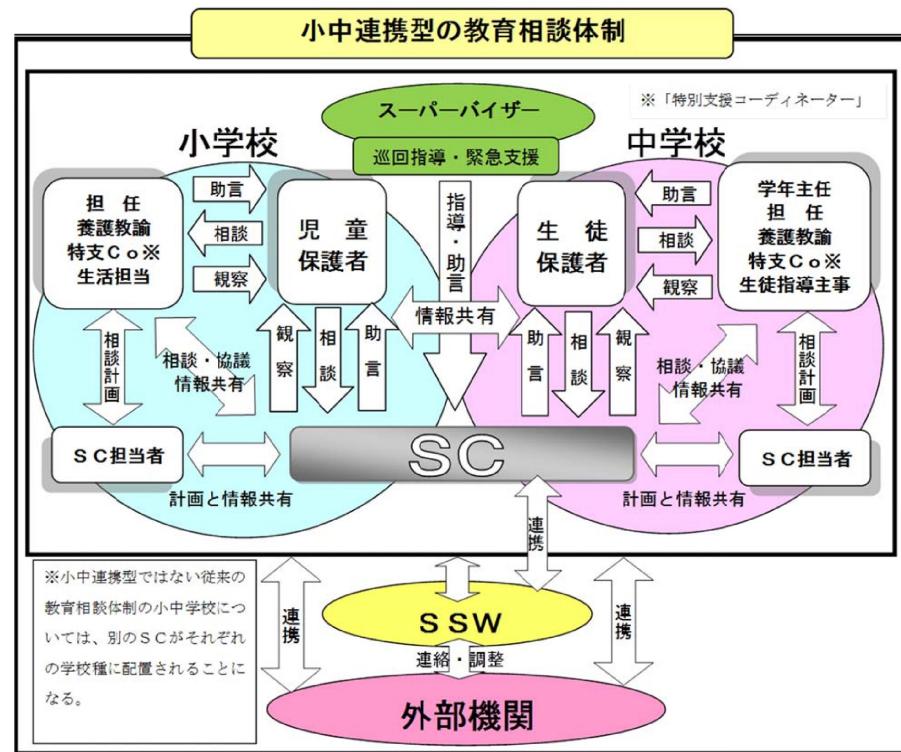 小中連携型の教育相談体制
スーパーバイザー
巡回指導・緊急支援
※「特別支援コーディネーター」
小学校
中学校
担　任
養護教諭
特支Ｃｏ※
生活担当
助言
相談
観察
児　童
保護者
指導・助言
生　徒
保護者
助言
相談
観察
学年主任
担　任
養護教諭
特支Ｃｏ※
生徒指導主事
情報共有
相談計画
相談・協議
情報共有
観察
相談
助言
助言
相談
観察
相談・協議
情報共有
相談計画
ＳＣ担当者
計画と情報共有
SC
計画と情報共有
ＳＣ担当者
連携
※小中連携型ではない従来の
教育相談体制の小中学校につ
いては、別のＳＣがそれぞれ
の学校種に配置されることに
なる。
連携
ＳＳＷ
連携
連絡・調整
外部機関